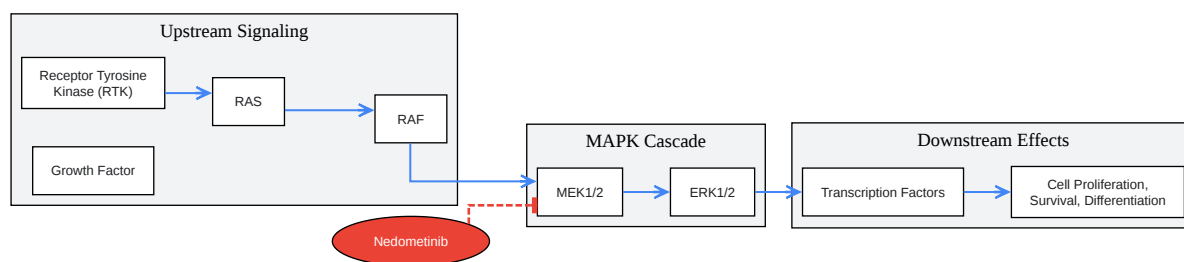 Upstream Signaling
Receptor Tyrosine
Kinase (RTK)
RAS
RAF
Growth Factor
MAPK Cascade
MEK1/2
ERK1/2
Downstream Effects
Transcription Factors
Cell Proliferation,
Survival, Differentiation
Nedometinib